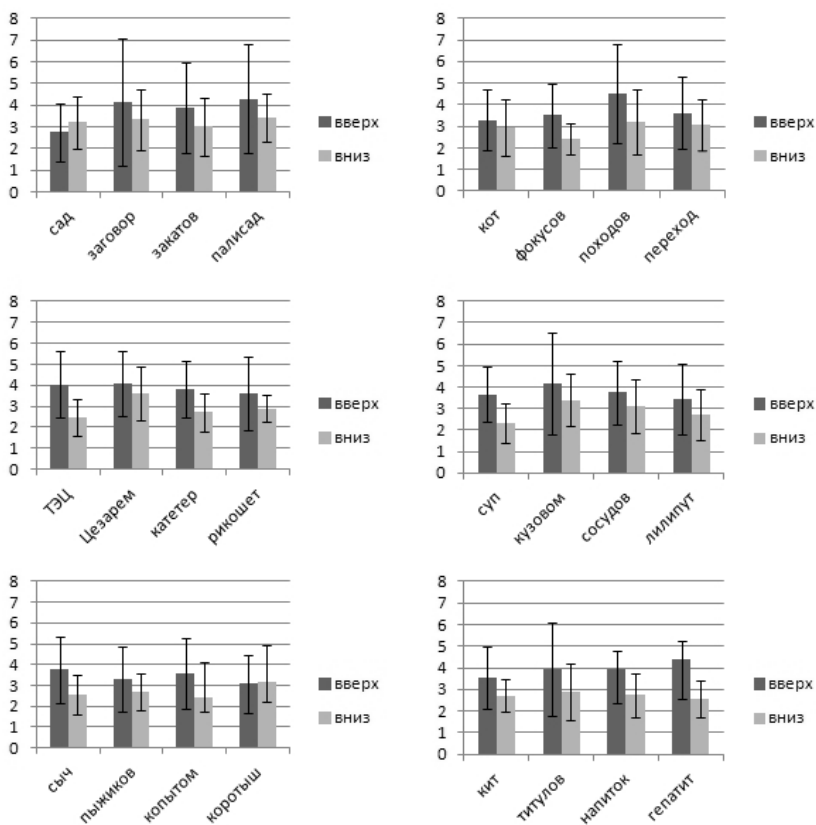 8
7
6
5
4
3
2
1
0
вверх
вниз
сад
заговор
закатов
палисад
8
7
6
5
4
3
2
1
0
вверх
вниз
кот
фокусов
походов
переход
8
7
6
5
4
3
2
1
0
вверх
вниз
ТЭЦ
Цезарем
катетер
рикошет
8
7
6
5
4
3
2
1
0
вверх
вниз
суп
кузовом
сосудов
лилипут
8
7
6
5
4
3
2
1
0
вверх
вниз
сыч
пыжиков
копытом
коротыш
8
7
6
5
4
3
2
1
0
вверх
вниз
кит
титулов
напиток
гепатит